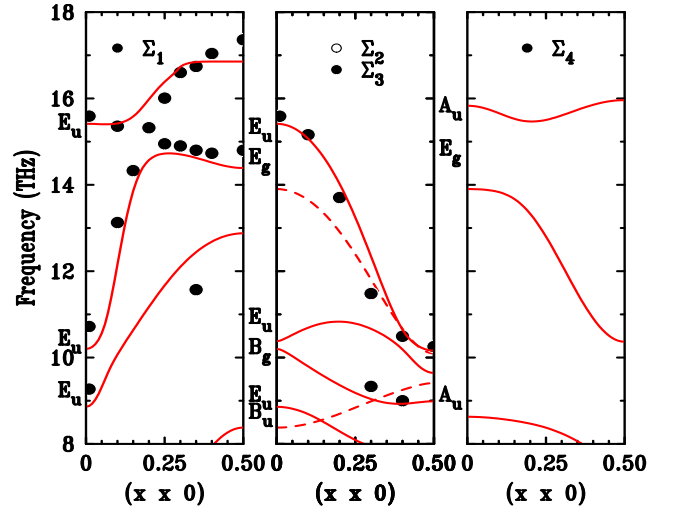 18
16
14
12
10
8
Frequency (THz)
Σ1
Σ2
Σ3
Σ4
Eu
Eu
Eu
Eu
Eg
Eu
Bg
Eu
Bu
Au
Eg
Au
0 0.25 0.50
0 0.25 0.50
0 0.25 0.50
(x x 0)
(x x 0)
(x x 0)